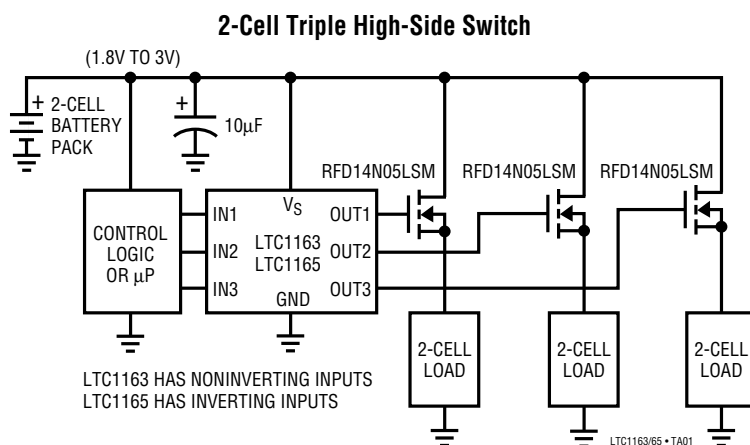 2-Cell Triple High-Side Switch
(1.8V TO 3V)
+
2-CELL
BATTERY
PACK
+
10µF
RFD14N05LSM
RFD14N05LSM
RFD14N05LSM
CONTROL
LOGIC
OR µP
IN1
IN2
IN3
VS
LTC1163
LTC1165
GND
OUT1
OUT2
OUT3
2-CELL
LOAD
2-CELL
LOAD
2-CELL
LOAD
LTC1163 HAS NONINVERTING INPUTS
LTC1165 HAS INVERTING INPUTS
LTC1163/65 • TA01